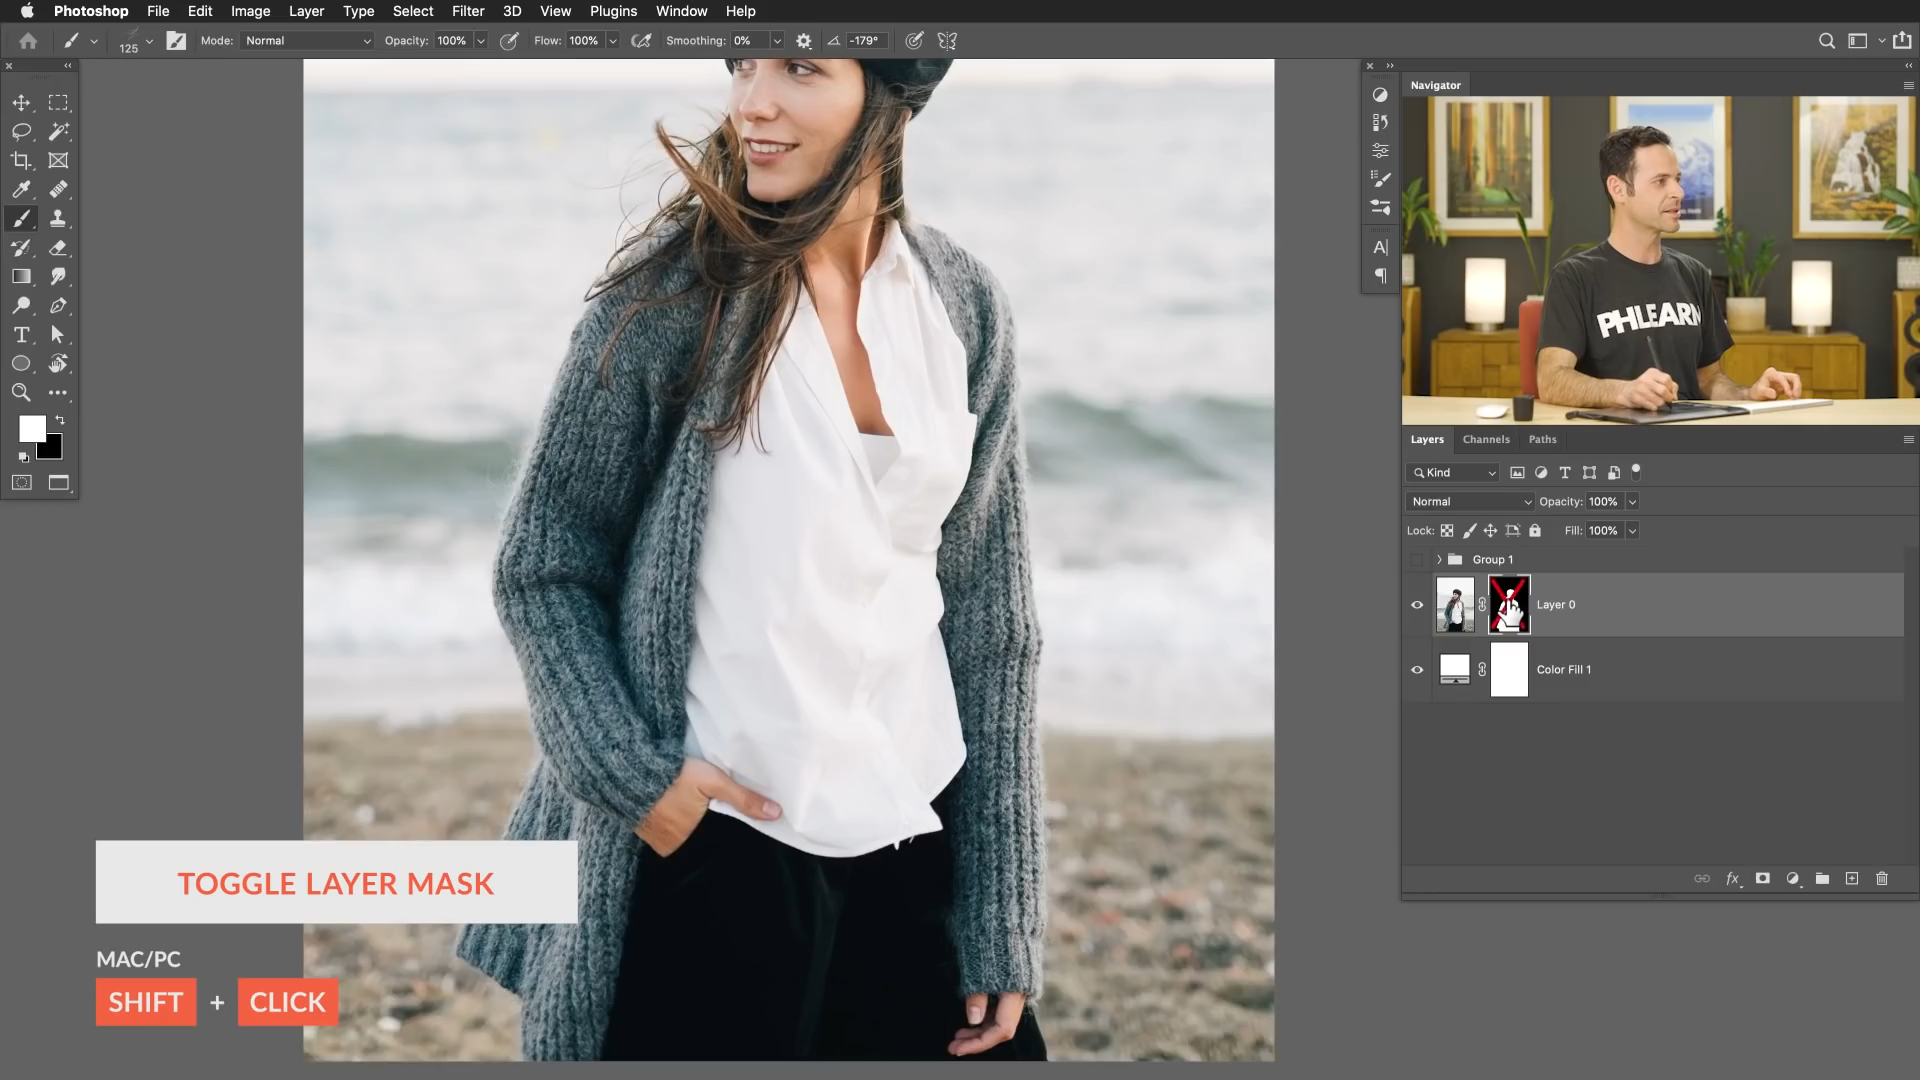 Photoshop File Edit Image Layer Type Select Filter 3D View Plugins Window Help
125 Mode: Normal Opacity: 100% Flow: 100% Smoothing: 0% -179°
Navigator
PHLEARN
Layers Channels Paths
Kind
Normal Opacity: 100%
Lock: Fill: 100%
Group 1
Layer 0
Color Fill 1
fx
TOGGLE LAYER MASK
MAC/PC
SHIFT + CLICK